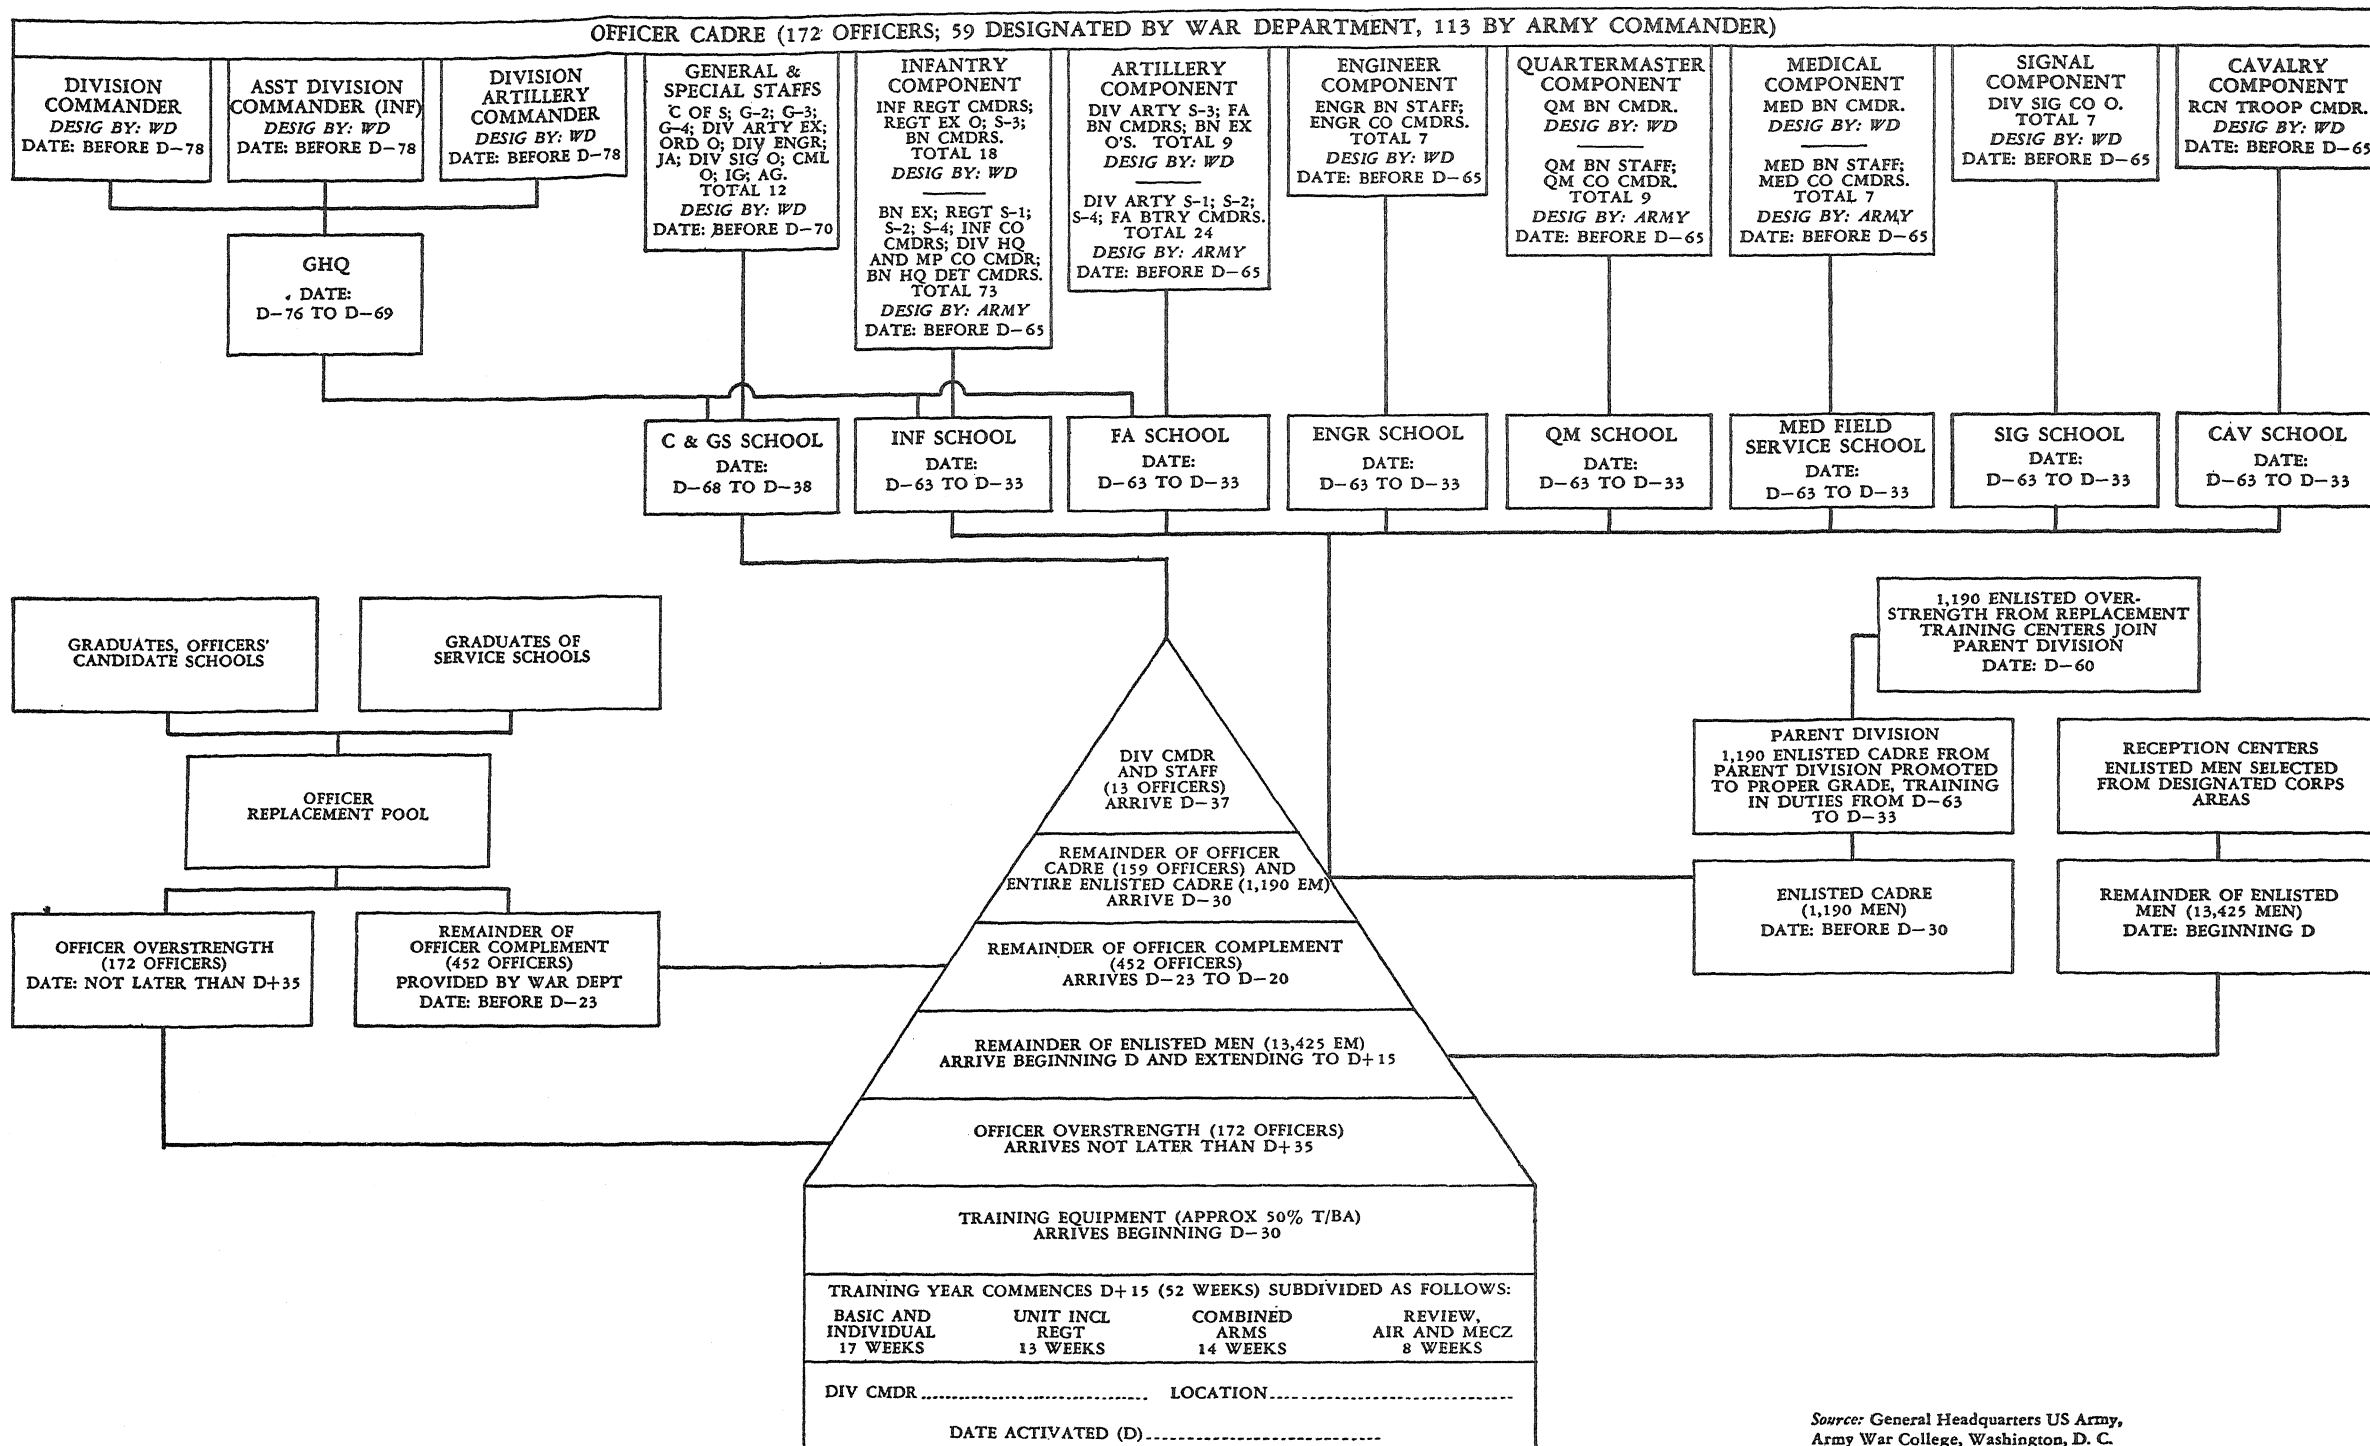 OFFICER CADRE (172 OFFICERS; 59 DESIGNATED BY WAR DEPARTMENT, 113 BY ARMY COMMANDER)
DIVISION
COMMANDER
DESIG BY: WD
DATE: BEFORE D—78
ASST DIVISION
COMMANDER (INF)
DESIG BY: WD
DATE: BEFORE D—78
DIVISION
ARTILLERY
COMMANDER
DESIG BY: WD
DATE: BEFORE D—78
GENERAL &
SPECIAL STAFFS
C OF S; G-2; G-3;
G-4; DIV ARTY EX;
ORD O; DIV ENGR;
JA; DIV SIG O; CML
O; IG; AG.
TOTAL 12
DESIG BY: WD
DATE: BEFORE D—70
INFANTRY
COMPONENT
INF REGT CMDRS;
REGT EX O; S-3;
BN CMDRS.
TOTAL 18
DESIG BY: WD
BN EX; REGT S-1;
S-2; S-4; INF CO
CMDRS; DIV HQ
AND MP CO CMDR;
BN HQ DET CMDRS.
TOTAL 73
DESIG BY: ARMY
DATE: BEFORE D—65
ARTILLERY
COMPONENT
DIV ARTY S-3; FA
BN CMDRS; BN EX
O'S. TOTAL 9
DESIG BY: WD
DIV ARTY S-1; S-2;
S-4; FA BTRY CMDRS.
TOTAL 24
DESIG BY: ARMY
DATE: BEFORE D—65
ENGINEER
COMPONENT
ENGR BN STAFF;
ENGR CO CMDRS.
TOTAL 7
DESIG BY: WD
DATE: BEFORE D—65
QUARTERMASTER
COMPONENT
QM BN CMDR.
DESIG BY: WD
QM BN STAFF;
QM CO CMDR.
TOTAL 9
DESIG BY: ARMY
DATE: BEFORE D—65
MEDICAL
COMPONENT
MED BN CMDR.
DESIG BY: WD
MED BN STAFF;
MED CO CMDRS.
TOTAL 7
DESIG BY: ARMY
DATE: BEFORE D—65
SIGNAL
COMPONENT
DIV SIG CO O.
TOTAL 7
DESIG BY: WD
DATE: BEFORE D—65
CAVALRY
COMPONENT
RCN TROOP CMDR.
DESIG BY: WD
DATE: BEFORE D—65
GHQ
DATE:
D—76 TO D—69
C & GS SCHOOL
DATE:
D—68 TO D—38
INF SCHOOL
DATE:
D—63 TO D—33
FA SCHOOL
DATE:
D—63 TO D—33
ENGR SCHOOL
DATE:
D—63 TO D—33
QM SCHOOL
DATE:
D—63 TO D—33
MED FIELD
SERVICE SCHOOL
DATE:
D—63 TO D—33
SIG SCHOOL
DATE:
D—63 TO D—33
CAV SCHOOL
DATE:
D—63 TO D—33
GRADUATES, OFFICERS'
CANDIDATE SCHOOLS
GRADUATES OF
SERVICE SCHOOLS
OFFICER
REPLACEMENT POOL
OFFICER OVERSTRENGTH
(172 OFFICERS)
DATE: NOT LATER THAN D+35
REMAINDER OF
OFFICER COMPLEMENT
(452 OFFICERS)
PROVIDED BY WAR DEPT
DATE: BEFORE D—23
1,190 ENLISTED OVER-
STRENGTH FROM REPLACEMENT
TRAINING CENTERS JOIN
PARENT DIVISION
DATE: D—60
PARENT DIVISION
1,190 ENLISTED CADRE FROM
PARENT DIVISION PROMOTED
TO PROPER GRADE, TRAINING
IN DUTIES FROM D—63
TO D—33
RECEPTION CENTERS
ENLISTED MEN SELECTED
FROM DESIGNATED CORPS
AREAS
ENLISTED CADRE
(1,190 MEN)
DATE: BEFORE D—30
REMAINDER OF ENLISTED
MEN (13,425 MEN)
DATE: BEGINNING D
DIV CMDR
AND STAFF
(13 OFFICERS)
ARRIVE D—37
REMAINDER OF OFFICER
CADRE (159 OFFICERS) AND
ENTIRE ENLISTED CADRE (1,190 EM)
ARRIVE D—30
REMAINDER OF OFFICER COMPLEMENT
(452 OFFICERS)
ARRIVES D—23 TO D—20
REMAINDER OF ENLISTED MEN (13,425 EM)
ARRIVE BEGINNING D AND EXTENDING TO D+15
OFFICER OVERSTRENGTH (172 OFFICERS)
ARRIVES NOT LATER THAN D+35
TRAINING EQUIPMENT (APPROX 50% T/BA)
ARRIVES BEGINNING D—30
TRAINING YEAR COMMENCES D+15 (52 WEEKS) SUBDIVIDED AS FOLLOWS:
BASIC AND
INDIVIDUAL
17 WEEKS
UNIT INCL
REGT
13 WEEKS
COMBINED
ARMS
14 WEEKS
REVIEW,
AIR AND MECZ
8 WEEKS
DIV CMDR LOCATION
DATE ACTIVATED (D)
Source: General Headquarters US Army,
Army War College, Washington, D. C.